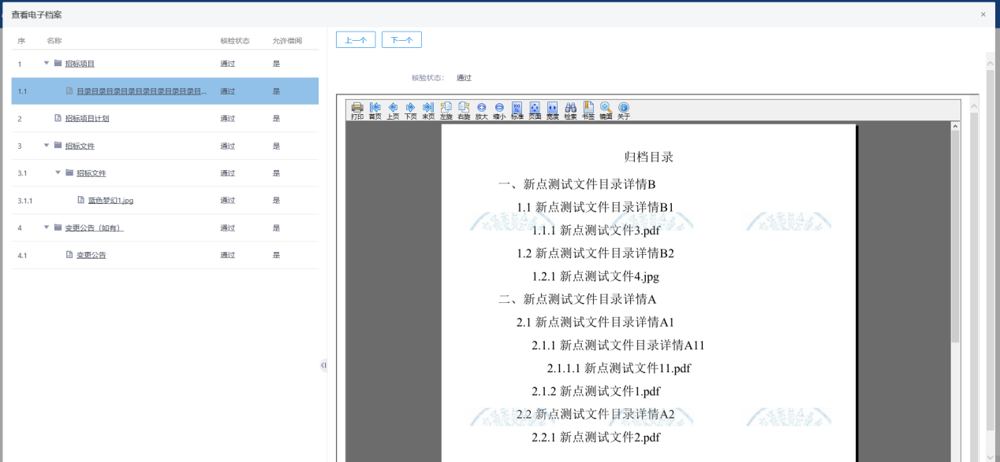 查看电子档案
×
序 名称 核检状态 允许借阅
1 招标项目 通过 是
1.1 目录目录目录目录目录目录目录目录目... 通过 是
2 招标项目计划 通过 是
3 招标文件 通过 是
3.1 招标文件 通过 是
3.1.1 蓝色梦幻1.jpg 通过 是
4 变更公告（如有） 通过 是
4.1 变更公告 通过 是
上一个 下一个
核验状态： 通过
打印 首页 上页 下页 末页 左旋 右旋 放大 缩小 标准 页面 宽度 检索 书签 镜面 关于
归档目录
一、新点测试文件目录详情B
1.1 新点测试文件目录详情B1
1.1.1 新点测试文件3.pdf
1.2 新点测试文件目录详情B2
1.2.1 新点测试文件4.jpg
二、新点测试文件目录详情A
2.1 新点测试文件目录详情A1
2.1.1 新点测试文件目录详情A11
2.1.1.1 新点测试文件11.pdf
2.1.2 新点测试文件1.pdf
2.2 新点测试文件目录详情A2
2.2.1 新点测试文件2.pdf